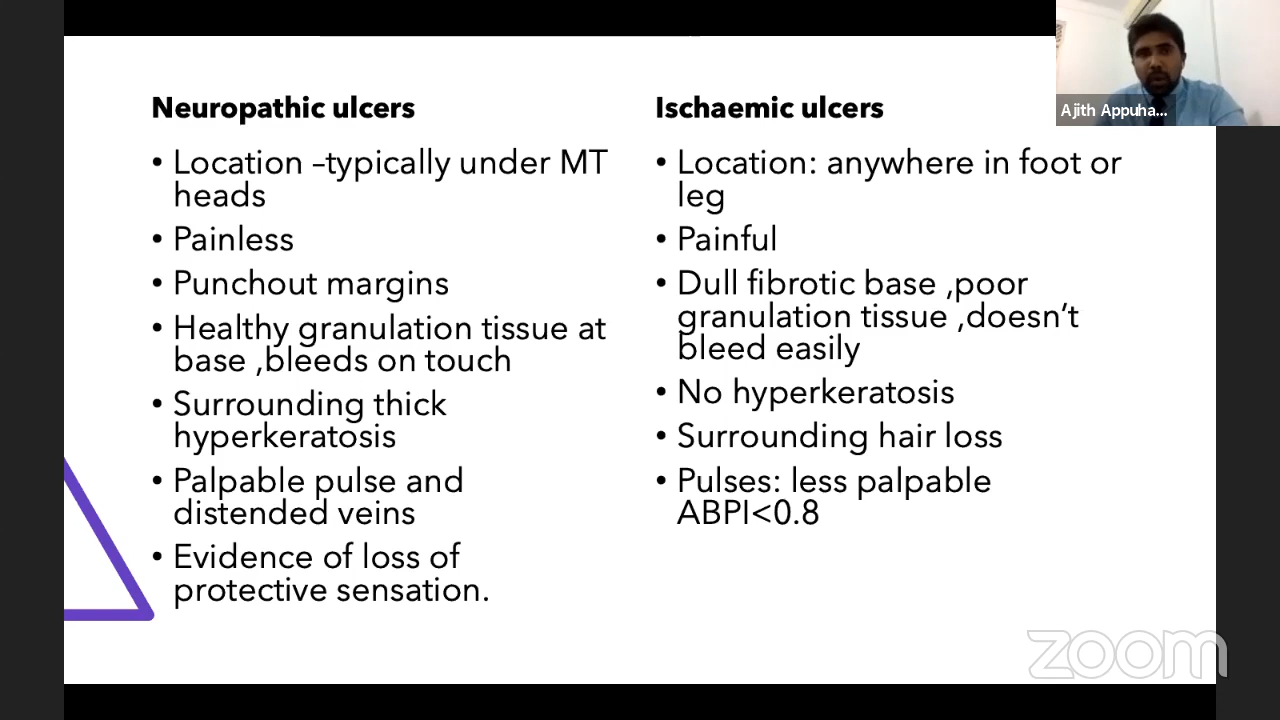 Neuropathic ulcers
• Location –typically under MT
heads
• Painless
• Punchout margins
• Healthy granulation tissue at
base ,bleeds on touch
• Surrounding thick
hyperkeratosis
• Palpable pulse and
distended veins
• Evidence of loss of
protective sensation.
Ischaemic ulcers
• Location: anywhere in foot or
leg
• Painful
• Dull fibrotic base ,poor
granulation tissue ,doesn’t
bleed easily
• No hyperkeratosis
• Surrounding hair loss
• Pulses: less palpable
ABPI<0.8
Ajith Appuha...
zoom